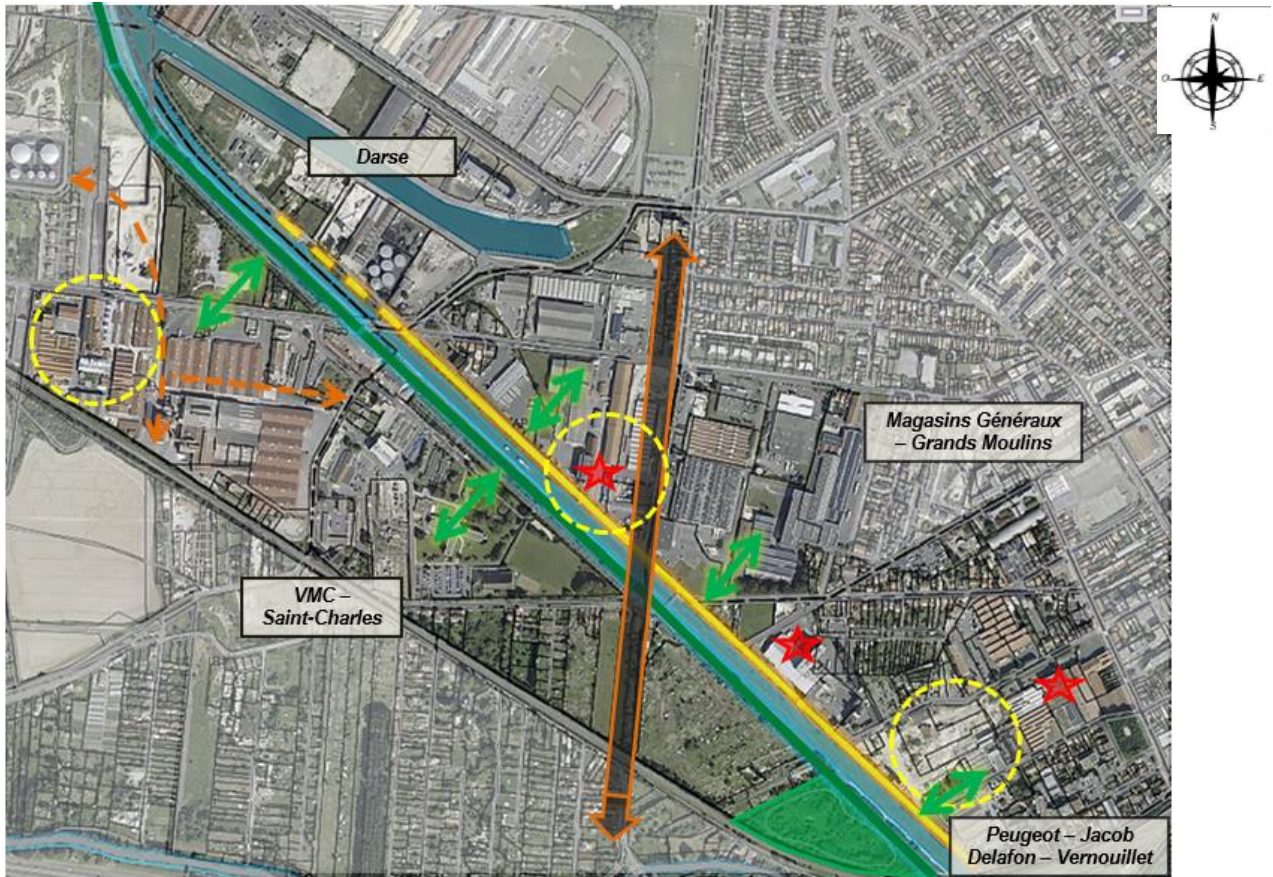 N
O
E
S
Darse
Magasins Généraux
– Grands Moulins
VMC –
Saint-Charles
Peugeot – Jacob
Delafon – Vernouillet